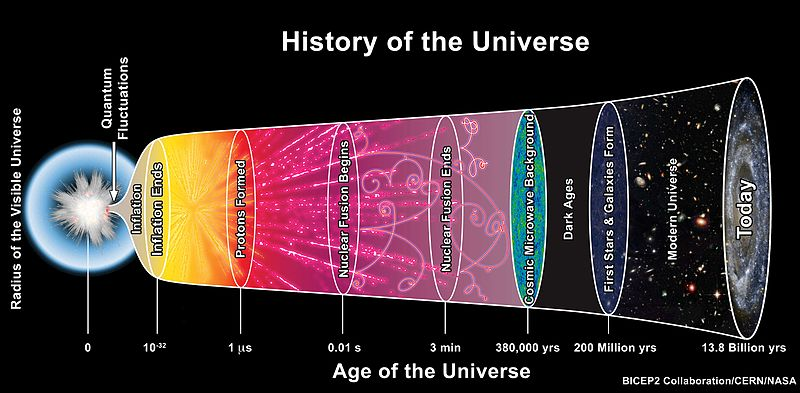 History of the Universe
Radius of the Visible Universe
Quantum
Fluctuations
Inflation
Inflation Ends
Protons Formed
Nuclear Fusion Begins
Nuclear Fusion Ends
Cosmic Microwave Background
Dark Ages
First Stars & Galaxies Form
Modern Universe
Today
0
10⁻³²
1 µs
0.01 s
3 min
380,000 yrs
200 Million yrs
13.8 Billion yrs
Age of the Universe
BICEP2 Collaboration/CERN/NASA